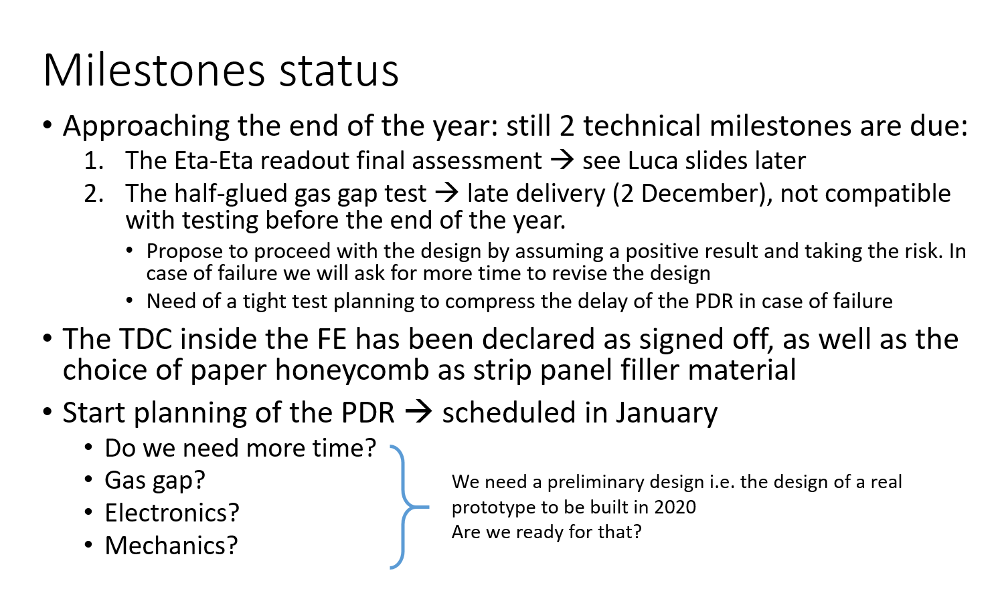 Milestones status
• Approaching the end of the year: still 2 technical milestones are due:
1. The Eta-Eta readout final assessment → see Luca slides later
2. The half-glued gas gap test → late delivery (2 December), not compatible
with testing before the end of the year.
• Propose to proceed with the design by assuming a positive result and taking the risk. In
case of failure we will ask for more time to revise the design
• Need of a tight test planning to compress the delay of the PDR in case of failure
• The TDC inside the FE has been declared as signed off, as well as the
choice of paper honeycomb as strip panel filler material
• Start planning of the PDR → scheduled in January
• Do we need more time?
• Gas gap?
• Electronics?
• Mechanics?
We need a preliminary design i.e. the design of a real
prototype to be built in 2020
Are we ready for that?